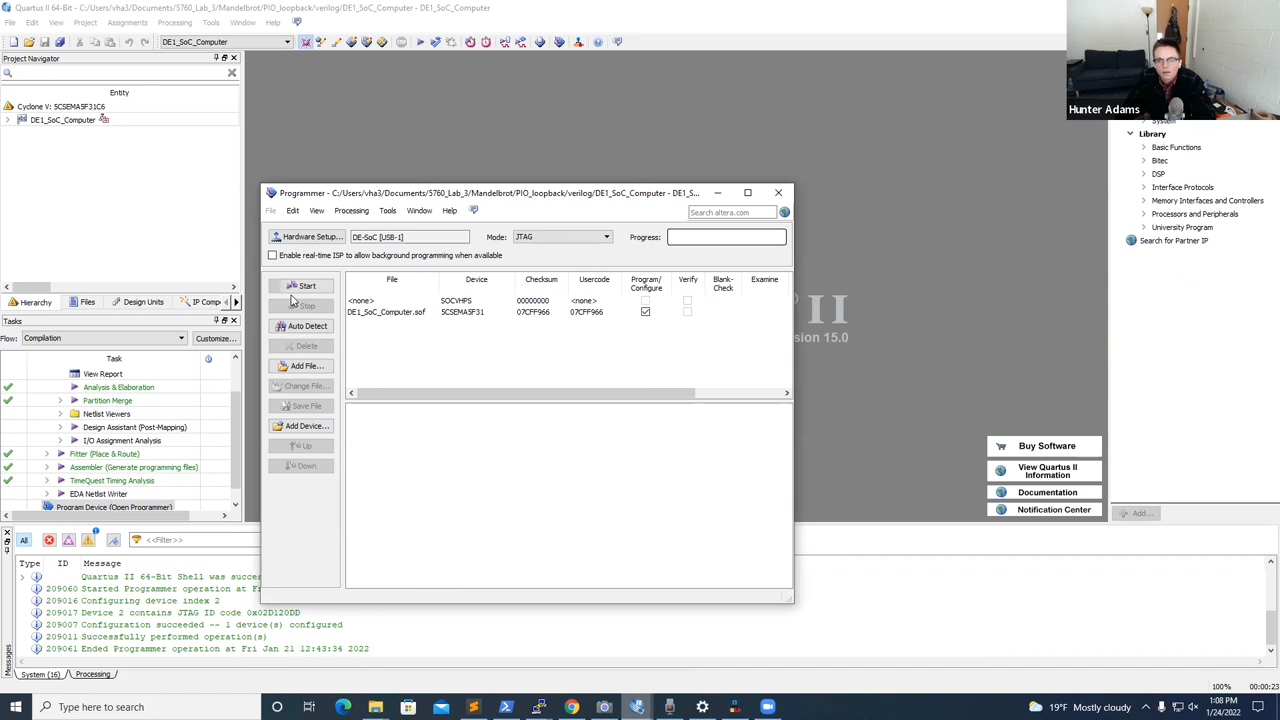 Quartus II 64-Bit - C:/Users/vha3/Documents/5760_Lab_3/Mandelbrot/PIO_loopback/verilog/DE1_SoC_Computer - DE1_SoC_Computer
File Edit View Project Assignments Processing Tools Window Help
DE1_SoC_Computer
Project Navigator
Entity
Cyclone V: 5CSEMA5F31C6
DE1_SoC_Computer
Hierarchy Files Design Units IP Compo
Tasks
Flow: Compilation Customize...
Task
View Report
Analysis & Elaboration
Partition Merge
Netlist Viewers
Design Assistant (Post-Mapping)
I/O Assignment Analysis
Fitter (Place & Route)
Assembler (Generate programming files)
TimeQuest Timing Analysis
EDA Netlist Writer
Program Device (Open Programmer)
Programmer - C:/Users/vha3/Documents/5760_Lab_3/Mandelbrot/PIO_loopback/verilog/DE1_SoC_Computer - DE1_S...
File Edit View Processing Tools Window Help
Search altera.com
Hardware Setup... DE-SoC [USB-1] Mode: JTAG Progress:
Enable real-time ISP to allow background programming when available
Start
Stop
Auto Detect
Delete
Add File...
Change File...
Save File
Add Device...
Up
Down
File Device Checksum Usercode Program/ Configure Verify Blank- Check Examine
<none> SOCVHPS 00000000 <none>
DE1_SoC_Computer.sof 5CSEMA5F31 07CFF966 07CFF966
II
sion 15.0
Hunter Adams
System
Library
Basic Functions
Bitec
DSP
Interface Protocols
Memory Interfaces and Controllers
Processors and Peripherals
University Program
Search for Partner IP
Buy Software
View Quartus II Information
Documentation
Notification Center
Add...
All <<Filter>>
Type ID Message
Quartus II 64-Bit Shell was succe
209060 Started Programmer operation at Fr
209016 Configuring device index 2
209017 Device 2 contains JTAG ID code 0x02D120DD
209007 Configuration succeeded -- 1 device(s) configured
209011 Successfully performed operation(s)
209061 Ended Programmer operation at Fri Jan 21 12:43:34 2022
Messages
System (16) Processing
100% 00:00:23
Type here to search
19°F Mostly cloudy
1:08 PM
1/24/2022